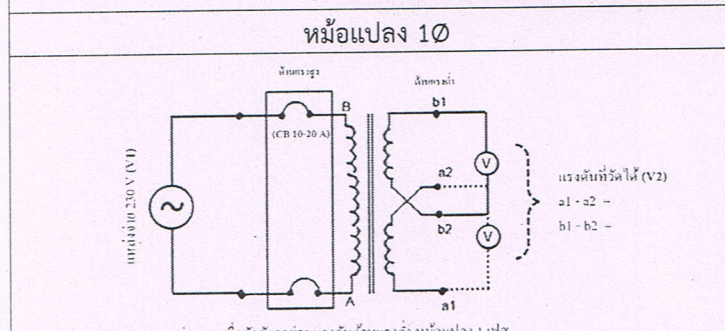 หม้อแปลง 1Ø
ด้านแรงสูง
ด้านแรงต่ำ
b1
B
(CB 10-20 A)
V
แหล่งจ่าย 230 V (V1)
a2
แรงดันที่วัดได้ (V2)
a1 - a2 =
b1 - b2 =
b2
V
A
a1